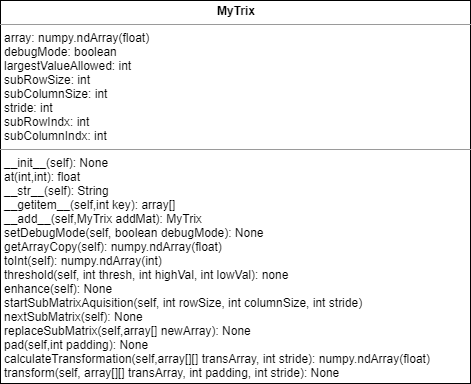 MyTrix
array: numpy.ndArray(float)
debugMode: boolean
largestValueAllowed: int
subRowSize: int
subColumnSize: int
stride: int
subRowIndx: int
subColumnIndx: int
__init__(self): None
at(int,int): float
__str__(self): String
__getitem__(self,int key): array[]
__add__(self,MyTrix addMat): MyTrix
setDebugMode(self, boolean debugMode): None
getArrayCopy(self): numpy.ndArray(float)
toInt(self): numpy.ndArray(int)
threshold(self, int thresh, int highVal, int lowVal): none
enhance(self): None
startSubMatrixAquisition(self, int rowSize, int columnSize, int stride)
nextSubMatrix(self): None
replaceSubMatrix(self,array[] newArray): None
pad(self,int padding): None
calculateTransformation(self,array[][] transArray, int stride): numpy.ndArray(float)
transform(self, array[][] transArray, int padding, int stride): None